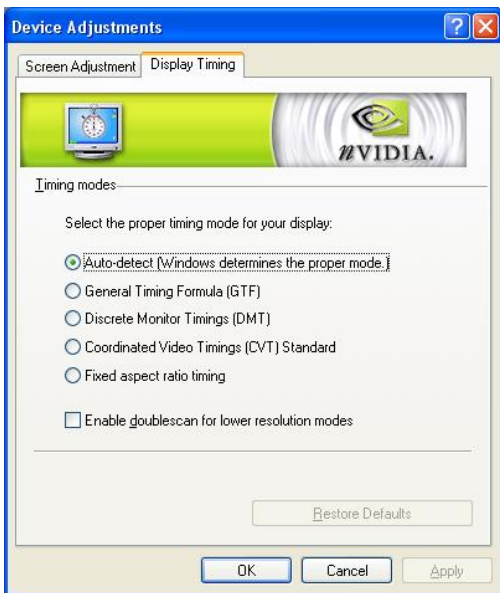 Device Adjustments
Screen Adjustment
Display Timing
nVIDIA.
Timing modes
Select the proper timing mode for your display:
Auto-detect (Windows determines the proper mode.)
General Timing Formula (GTF)
Discrete Monitor Timings (DMT)
Coordinated Video Timings (CVT) Standard
Fixed aspect ratio timing
Enable doublescan for lower resolution modes
Restore Defaults
OK
Cancel
Apply